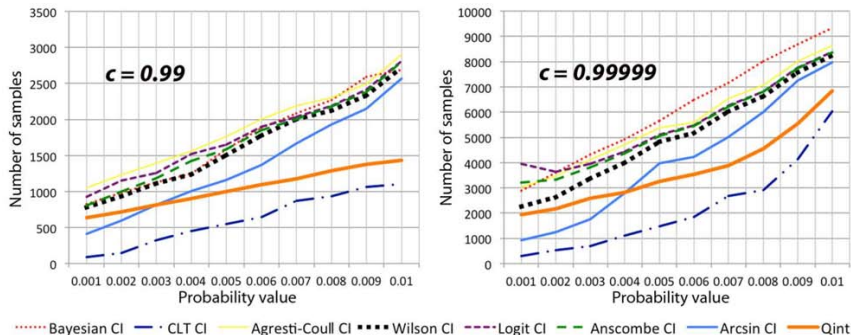 3500
3000
2500
2000
1500
1000
500
0
c = 0.99
Number of samples
0.001 0.002 0.003 0.004 0.005 0.006 0.007 0.008 0.009 0.01
Probability value
10000
9000
8000
7000
6000
5000
4000
3000
2000
1000
0
c = 0.99999
Number of samples
0.001 0.002 0.003 0.004 0.005 0.006 0.007 0.008 0.009 0.01
Probability value
Bayesian CI CLT CI Agresti-Coull CI Wilson CI Logit CI Anscombe CI Arcsin CI Qint